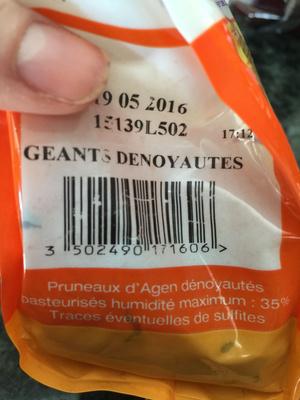 19 05 2016
15139L502 17:12
GEANTS DENOYAUTES
3 502490 171606 >
Pruneaux d'Agen dénoyautés
pasteurisés humidité maximum : 35%
Traces éventuelles de sulfites